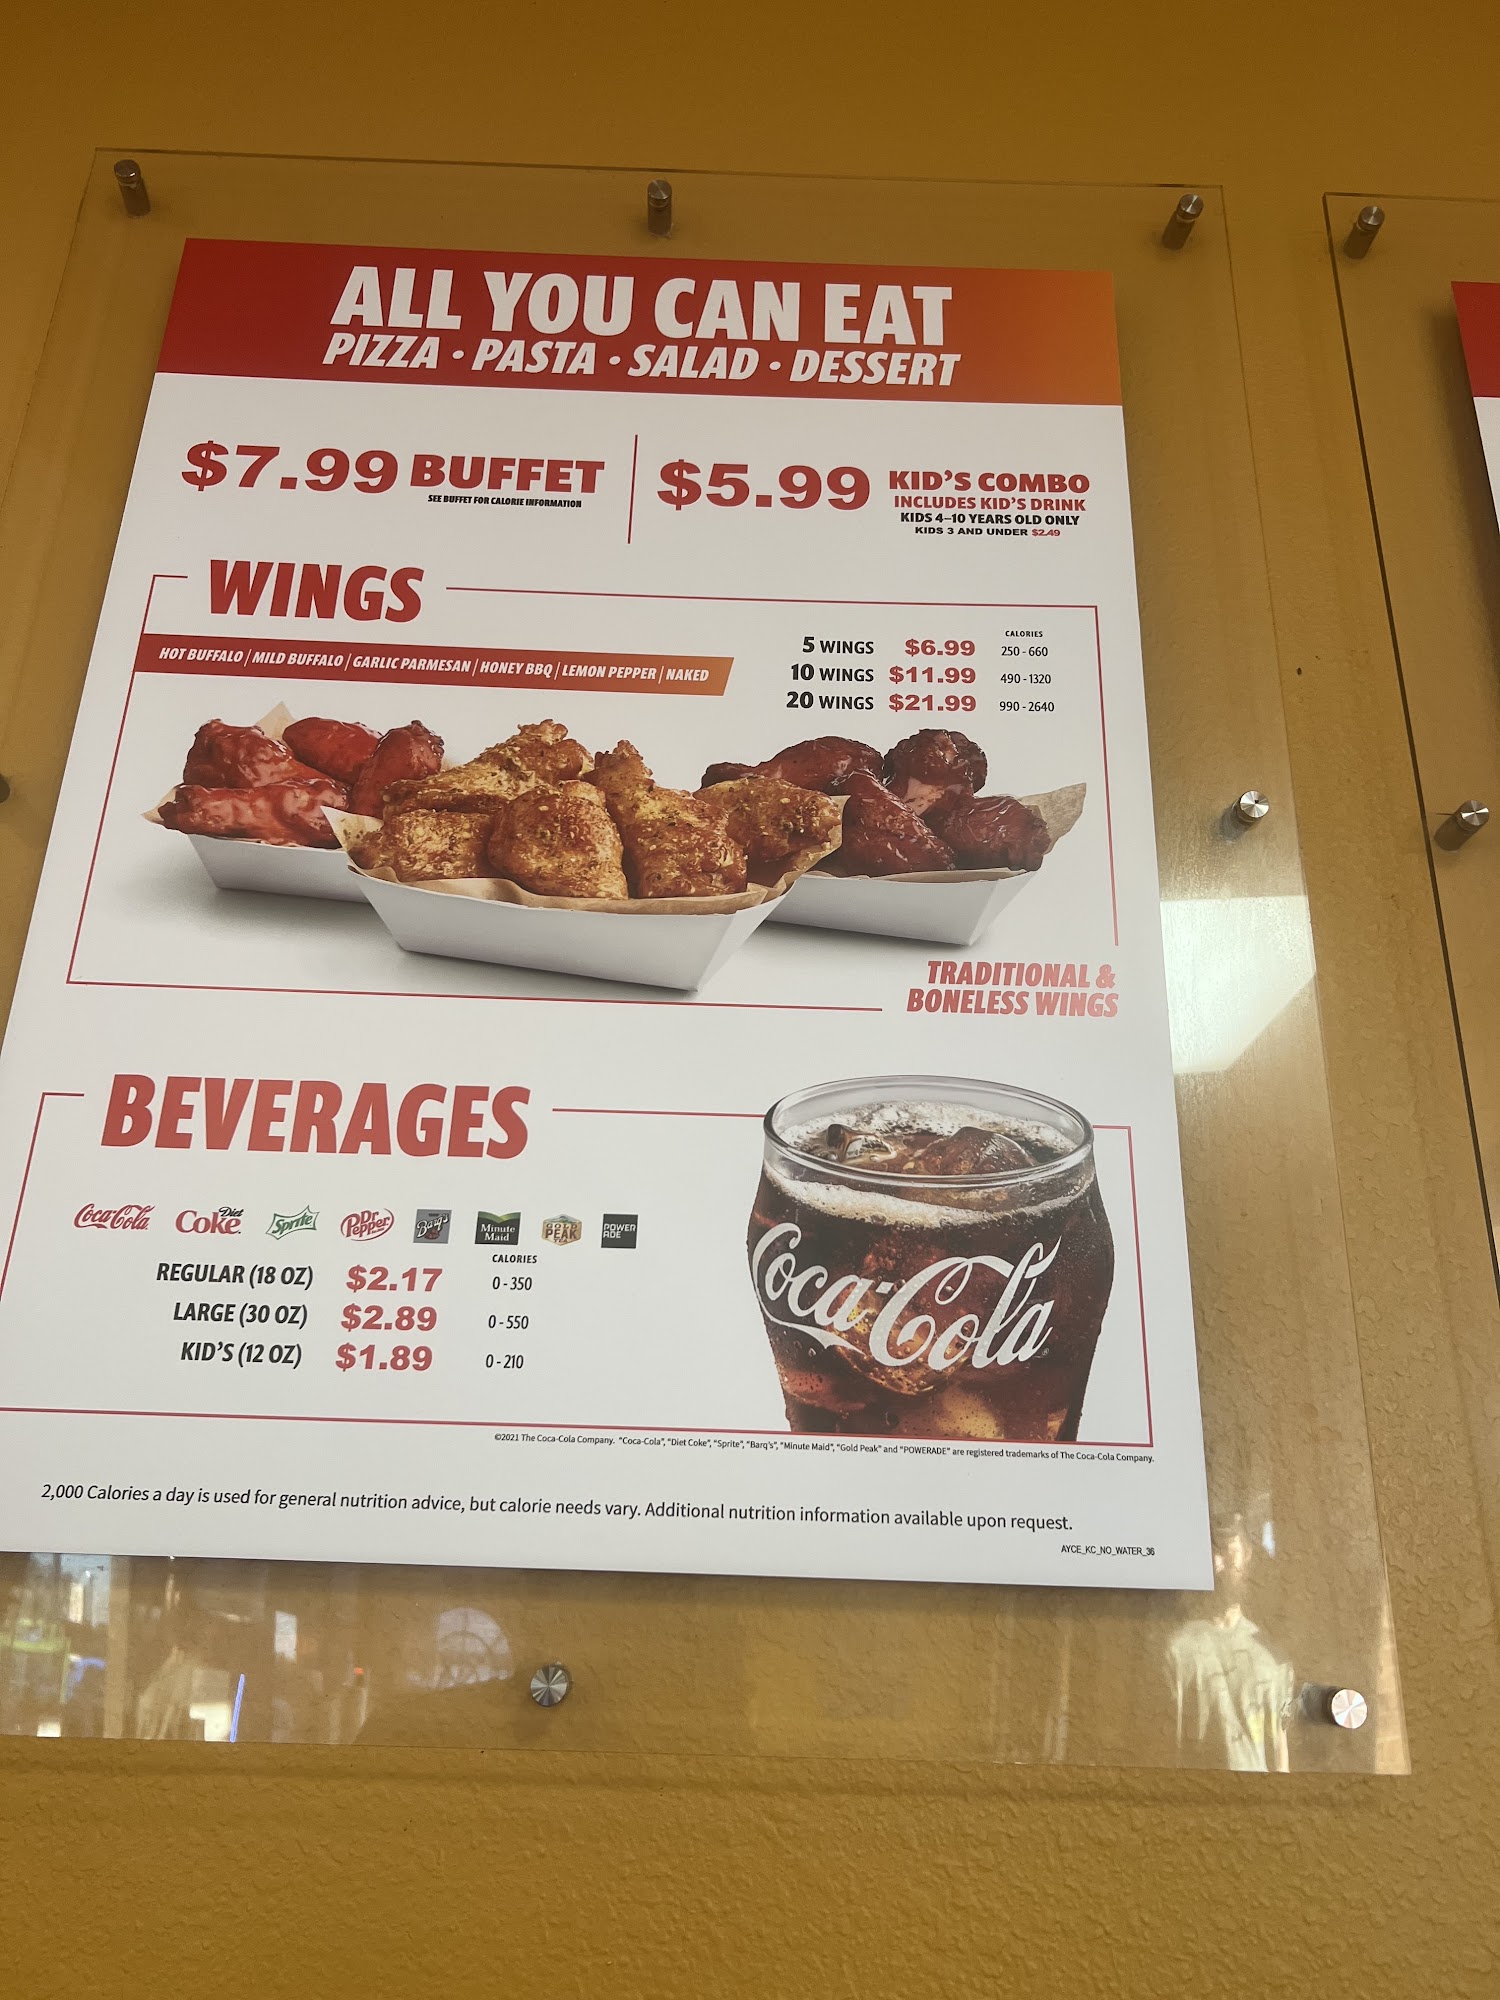 ALL YOU CAN EAT
PIZZA • PASTA • SALAD • DESSERT
$7.99 BUFFET
SEE BUFFET FOR CALORIE INFORMATION
$5.99 KID'S COMBO
INCLUDES KID'S DRINK
KIDS 4–10 YEARS OLD ONLY
KIDS 3 AND UNDER $2.49
WINGS
HOT BUFFALO | MILD BUFFALO | GARLIC PARMESAN | HONEY BBQ | LEMON PEPPER | NAKED
CALORIES
5 WINGS $6.99 250 - 660
10 WINGS $11.99 490 - 1320
20 WINGS $21.99 990 - 2640
TRADITIONAL &
BONELESS WINGS
BEVERAGES
Coca-Cola Diet Coke Sprite Dr Pepper Barq's Minute Maid GOLD PEAK TEA POWERADE
CALORIES
REGULAR (18 OZ) $2.17 0 - 350
LARGE (30 OZ) $2.89 0 - 550
KID'S (12 OZ) $1.89 0 - 210
Coca-Cola
©2021 The Coca-Cola Company. "Coca-Cola", "Diet Coke", "Sprite", "Barq's", "Minute Maid", "Gold Peak" and "POWERADE" are registered trademarks of The Coca-Cola Company.
2,000 Calories a day is used for general nutrition advice, but calorie needs vary. Additional nutrition information available upon request.
AYCE_KC_NO_WATER_36